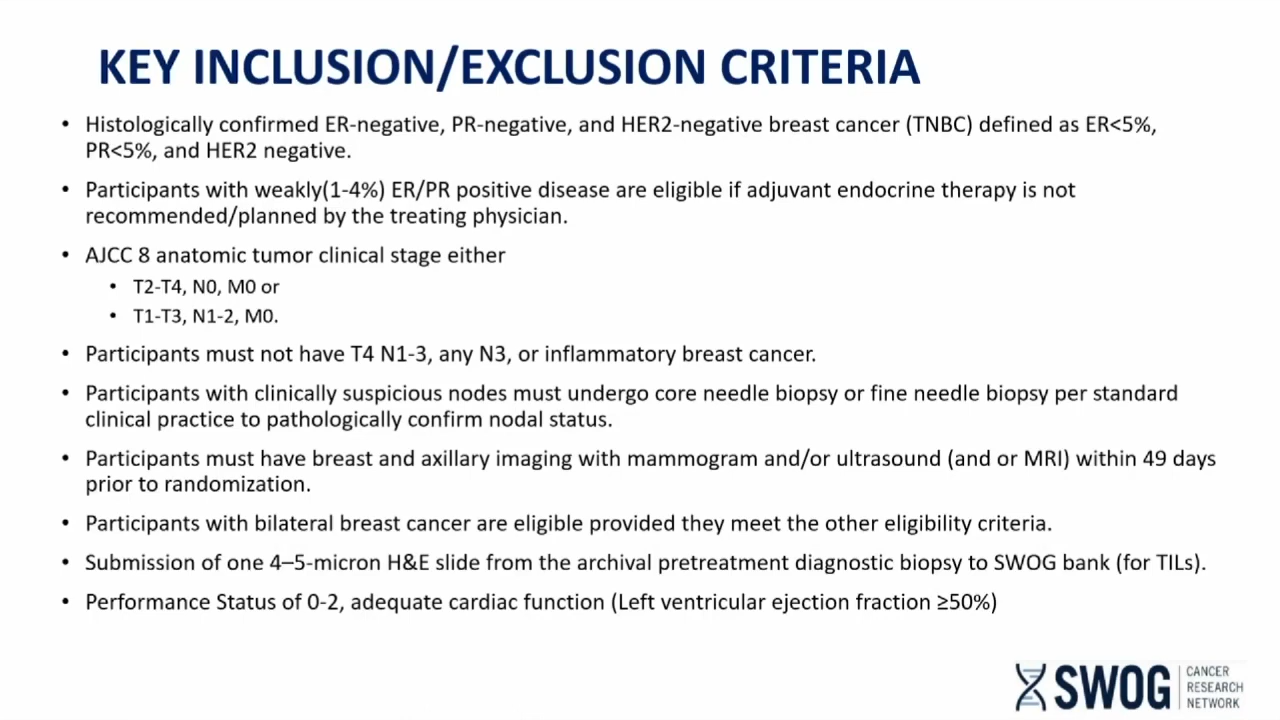 KEY INCLUSION/EXCLUSION CRITERIA
• Histologically confirmed ER-negative, PR-negative, and HER2-negative breast cancer (TNBC) defined as ER<5%,
PR<5%, and HER2 negative.
• Participants with weakly(1-4%) ER/PR positive disease are eligible if adjuvant endocrine therapy is not
recommended/planned by the treating physician.
• AJCC 8 anatomic tumor clinical stage either
• T2-T4, N0, M0 or
• T1-T3, N1-2, M0.
• Participants must not have T4 N1-3, any N3, or inflammatory breast cancer.
• Participants with clinically suspicious nodes must undergo core needle biopsy or fine needle biopsy per standard
clinical practice to pathologically confirm nodal status.
• Participants must have breast and axillary imaging with mammogram and/or ultrasound (and or MRI) within 49 days
prior to randomization.
• Participants with bilateral breast cancer are eligible provided they meet the other eligibility criteria.
• Submission of one 4–5-micron H&E slide from the archival pretreatment diagnostic biopsy to SWOG bank (for TILs).
• Performance Status of 0-2, adequate cardiac function (Left ventricular ejection fraction ≥50%)
SWOG
CANCER
RESEARCH
NETWORK